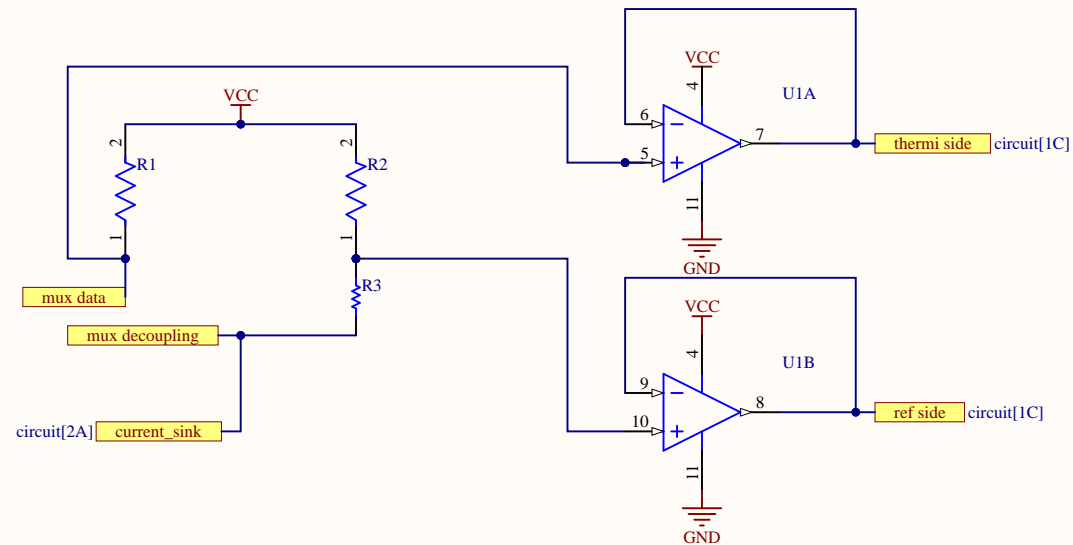 VCC
4
U1A
6
7
5
11
GND
thermi side
circuit[1C]
VCC
2
R1
1
2
R2
1
R3
mux data
mux decoupling
circuit[2A]
current_sink
VCC
4
U1B
9
8
10
11
GND
ref side
circuit[1C]